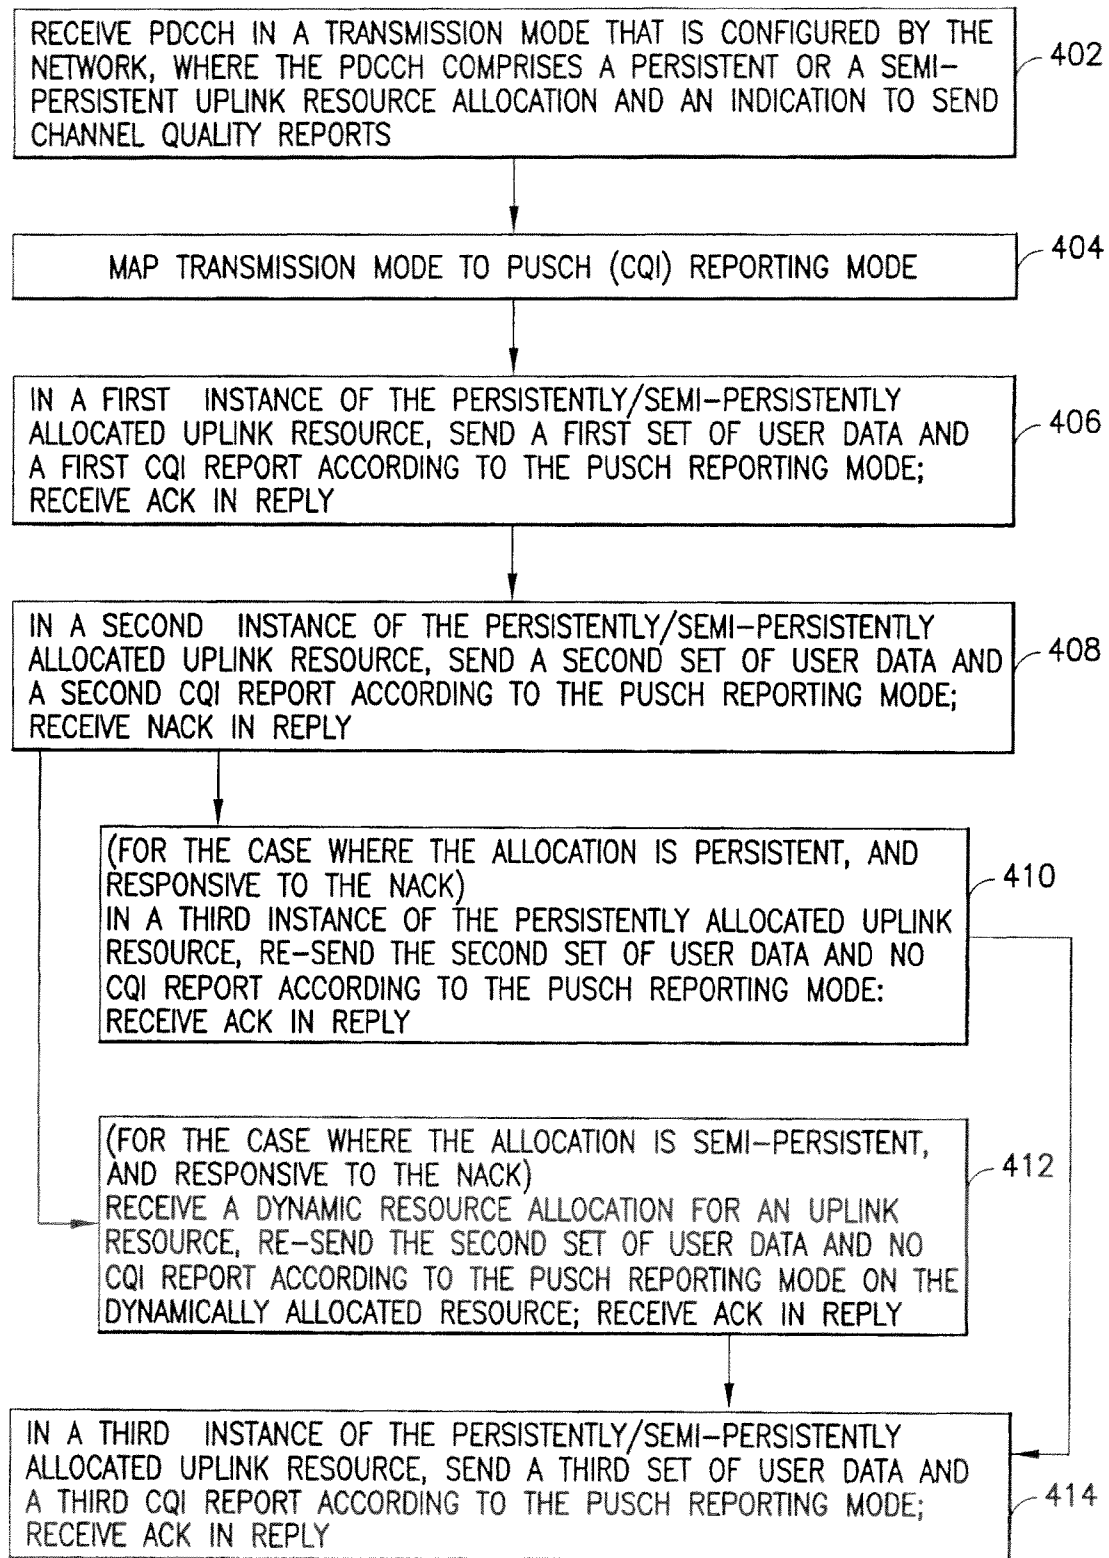 RECEIVE PDCCH IN A TRANSMISSION MODE THAT IS CONFIGURED BY THE
NETWORK, WHERE THE PDCCH COMPRISES A PERSISTENT OR A SEMI-
PERSISTENT UPLINK RESOURCE ALLOCATION AND AN INDICATION TO SEND
CHANNEL QUALITY REPORTS
402
MAP TRANSMISSION MODE TO PUSCH (CQI) REPORTING MODE
404
IN A FIRST INSTANCE OF THE PERSISTENTLY/SEMI-PERSISTENTLY
ALLOCATED UPLINK RESOURCE, SEND A FIRST SET OF USER DATA AND
A FIRST CQI REPORT ACCORDING TO THE PUSCH REPORTING MODE;
RECEIVE ACK IN REPLY
406
IN A SECOND INSTANCE OF THE PERSISTENTLY/SEMI-PERSISTENTLY
ALLOCATED UPLINK RESOURCE, SEND A SECOND SET OF USER DATA AND
A SECOND CQI REPORT ACCORDING TO THE PUSCH REPORTING MODE;
RECEIVE NACK IN REPLY
408
(FOR THE CASE WHERE THE ALLOCATION IS PERSISTENT, AND
RESPONSIVE TO THE NACK)
IN A THIRD INSTANCE OF THE PERSISTENTLY ALLOCATED UPLINK
RESOURCE, RE-SEND THE SECOND SET OF USER DATA AND NO
CQI REPORT ACCORDING TO THE PUSCH REPORTING MODE:
RECEIVE ACK IN REPLY
410
(FOR THE CASE WHERE THE ALLOCATION IS SEMI-PERSISTENT,
AND RESPONSIVE TO THE NACK)
RECEIVE A DYNAMIC RESOURCE ALLOCATION FOR AN UPLINK
RESOURCE, RE-SEND THE SECOND SET OF USER DATA AND NO
CQI REPORT ACCORDING TO THE PUSCH REPORTING MODE ON THE
DYNAMICALLY ALLOCATED RESOURCE; RECEIVE ACK IN REPLY
412
IN A THIRD INSTANCE OF THE PERSISTENTLY/SEMI-PERSISTENTLY
ALLOCATED UPLINK RESOURCE, SEND A THIRD SET OF USER DATA AND
A THIRD CQI REPORT ACCORDING TO THE PUSCH REPORTING MODE;
RECEIVE ACK IN REPLY
414